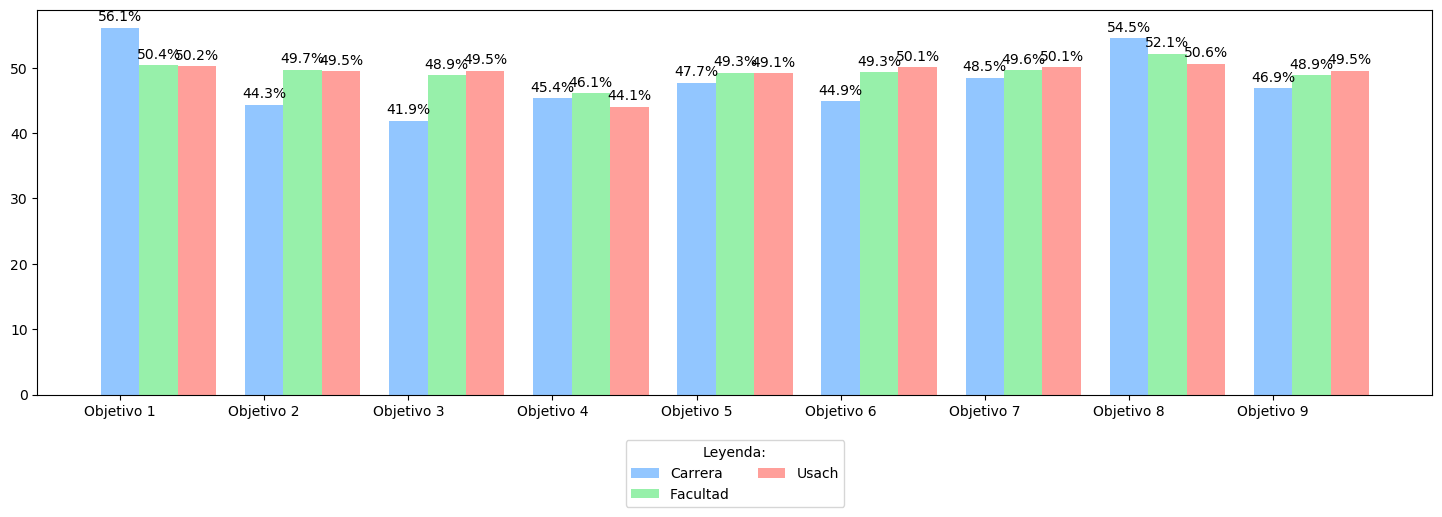 56.1% 50.4% 50.2% 44.3% 49.7% 49.5% 41.9% 48.9% 49.5% 45.4% 46.1% 44.1% 47.7% 49.3% 49.1% 44.9% 49.3% 50.1% 48.5% 49.6% 50.1% 54.5% 52.1% 50.6% 46.9% 48.9% 49.5%
50
40
30
20
10
0
Objetivo 1 Objetivo 2 Objetivo 3 Objetivo 4 Objetivo 5 Objetivo 6 Objetivo 7 Objetivo 8 Objetivo 9
Leyenda:
Carrera Usach
Facultad